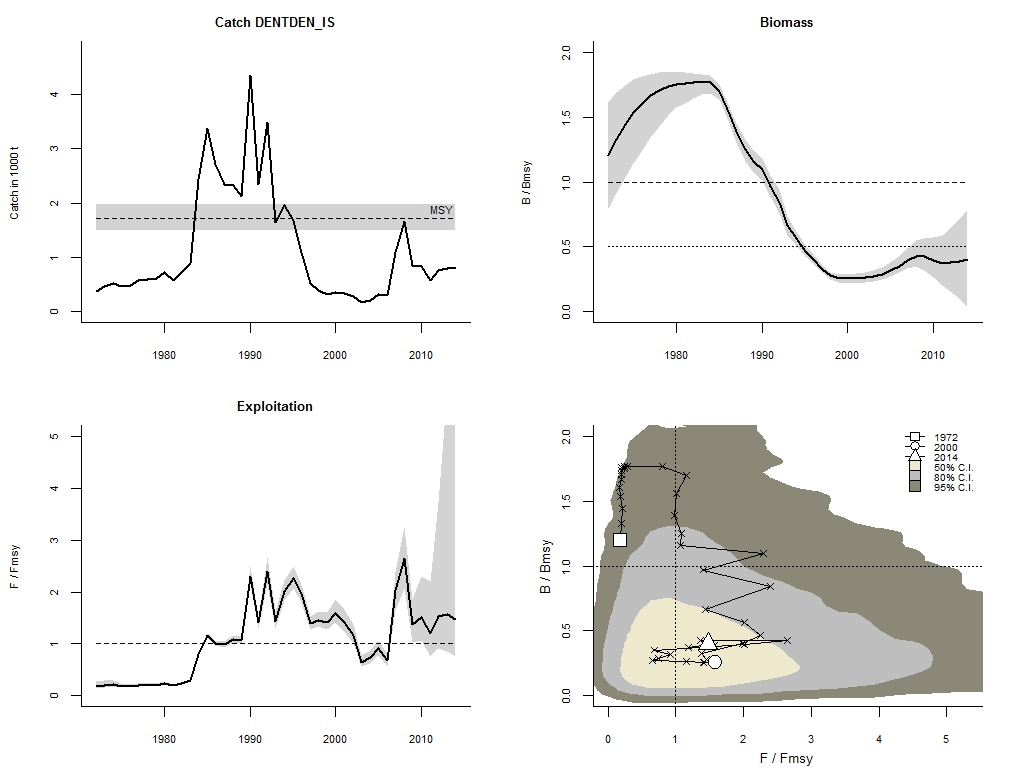 Catch DENTDEN_IS
Catch in 1000 t
0 1 2 3 4
MSY
1980 1990 2000 2010
Biomass
B / Bmsy
0.0 0.5 1.0 1.5 2.0
1980 1990 2000 2010
Exploitation
F / Fmsy
0 1 2 3 4 5
1980 1990 2000 2010
B / Bmsy
0.0 0.5 1.0 1.5 2.0
1972
2000
2014
50% C.I.
80% C.I.
95% C.I.
0 1 2 3 4 5
F / Fmsy